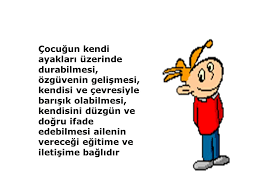 Çocuğun kendi
ayakları üzerinde
durabilmesi,
özgüvenin gelişmesi,
kendisi ve çevresiyle
barışık olabilmesi,
kendisini düzgün ve
doğru ifade
edebilmesi ailenin
vereceği eğitime ve
iletişime bağlıdır